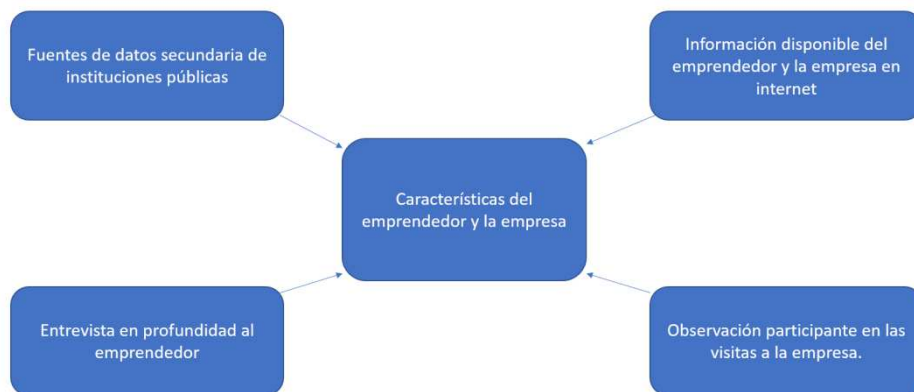 Fuentes de datos secundaria de
instituciones públicas
Información disponible del
emprendedor y la empresa en
internet
Características del
emprendedor y la empresa
Entrevista en profundidad al
emprendedor
Observación participante en las
visitas a la empresa.